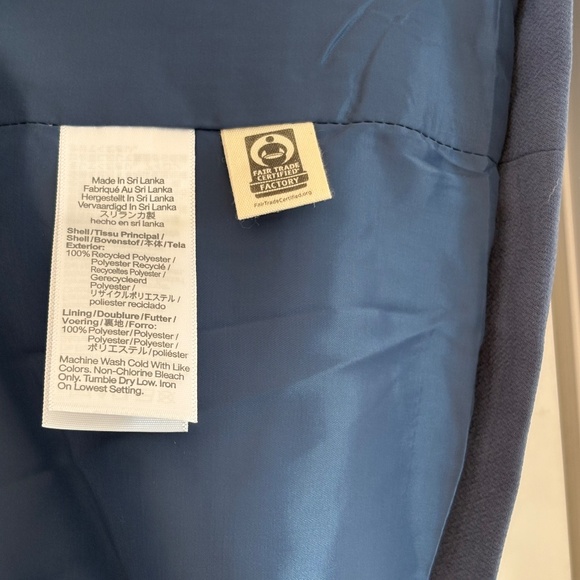 Made In Sri Lanka
Fabriqué Au Sri Lanka
Hergestellt In Sri Lanka
Vervaardigd In Sri Lanka
スリランカ製
hecho en sri lanka
Shell/Tissu Principal/
Shell/Bovenstof/本体/Tela
Exterior:
100% Recycled Polyester/
Polyester Recyclé/
Recyceltes Polyester/
Gerecycleerd
Polyester/
リサイクルポリエステル/
poliéster reciclado
Lining/Doublure/Futter/
Voering/裏地/Forro:
100% Polyester/Polyester/
Polyester/Polyester/
ポリエステル/poliéster
Machine Wash Cold With Like
Colors. Non-Chlorine Bleach
Only. Tumble Dry Low. Iron
On Lowest Setting.
FAIR TRADE
CERTIFIED
FACTORY
FairTradeCertified.org